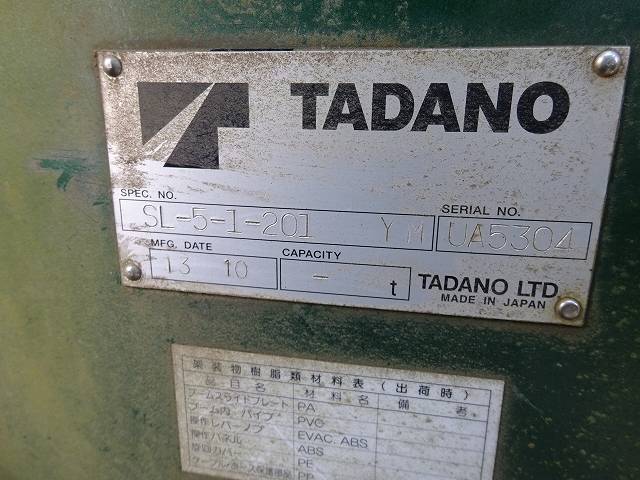 TADANO
SPEC. NO.
SL-5-1-201 YM
SERIAL NO.
UA5304
MFG. DATE
13 10
CAPACITY
- t
TADANO LTD
MADE IN JAPAN
架装物樹脂類材料表(出荷時)
品目名 材料名 備考
ブームスライドプレート PA
ブーム内パイプ PVC
操作レバーノブ EVAC, ABS
操作パネル ABS
PE
PP